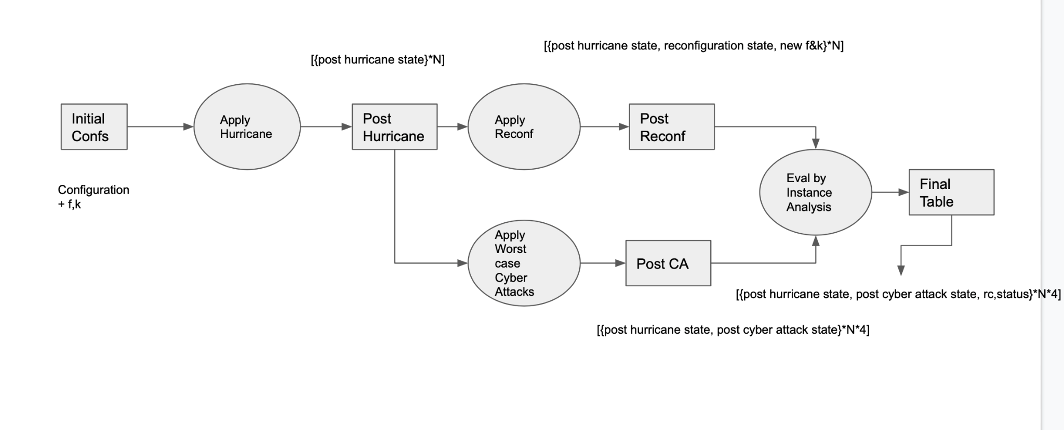 [{post hurricane state, reconfiguration state, new f&k}*N]
[{post hurricane state}*N]
Initial
Confs
Apply
Hurricane
Post
Hurricane
Apply
Reconf
Post
Reconf
Configuration
+ f,k
Eval by
Instance
Analysis
Final
Table
Apply
Worst
case
Cyber
Attacks
Post CA
[{post hurricane state, post cyber attack state, rc,status}*N*4]
[{post hurricane state, post cyber attack state}*N*4]